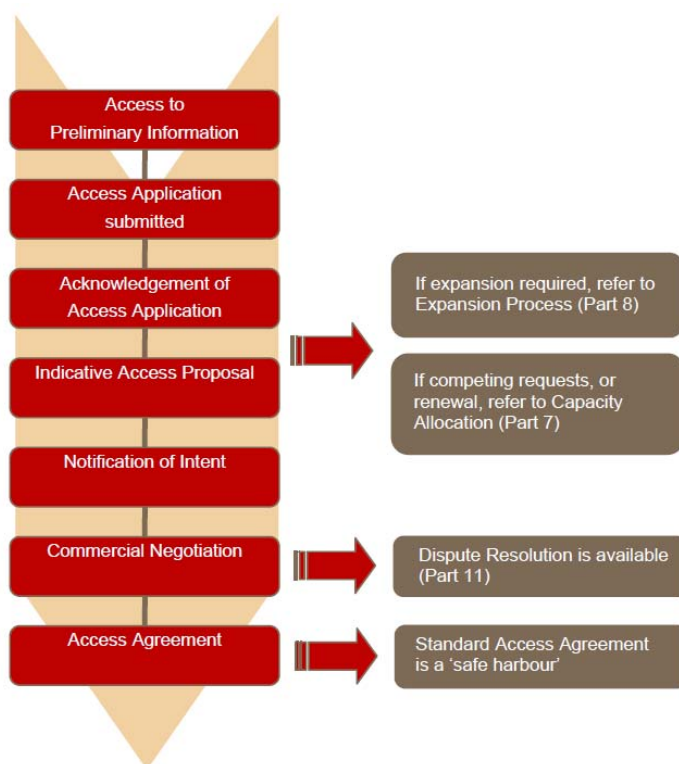 Access to
Preliminary Information
Access Application
submitted
Acknowledgement of
Access Application
If expansion required, refer to
Expansion Process (Part 8)
Indicative Access Proposal
If competing requests, or
renewal, refer to Capacity
Allocation (Part 7)
Notification of Intent
Commercial Negotiation
Dispute Resolution is available
(Part 11)
Access Agreement
Standard Access Agreement
is a ‘safe harbour’